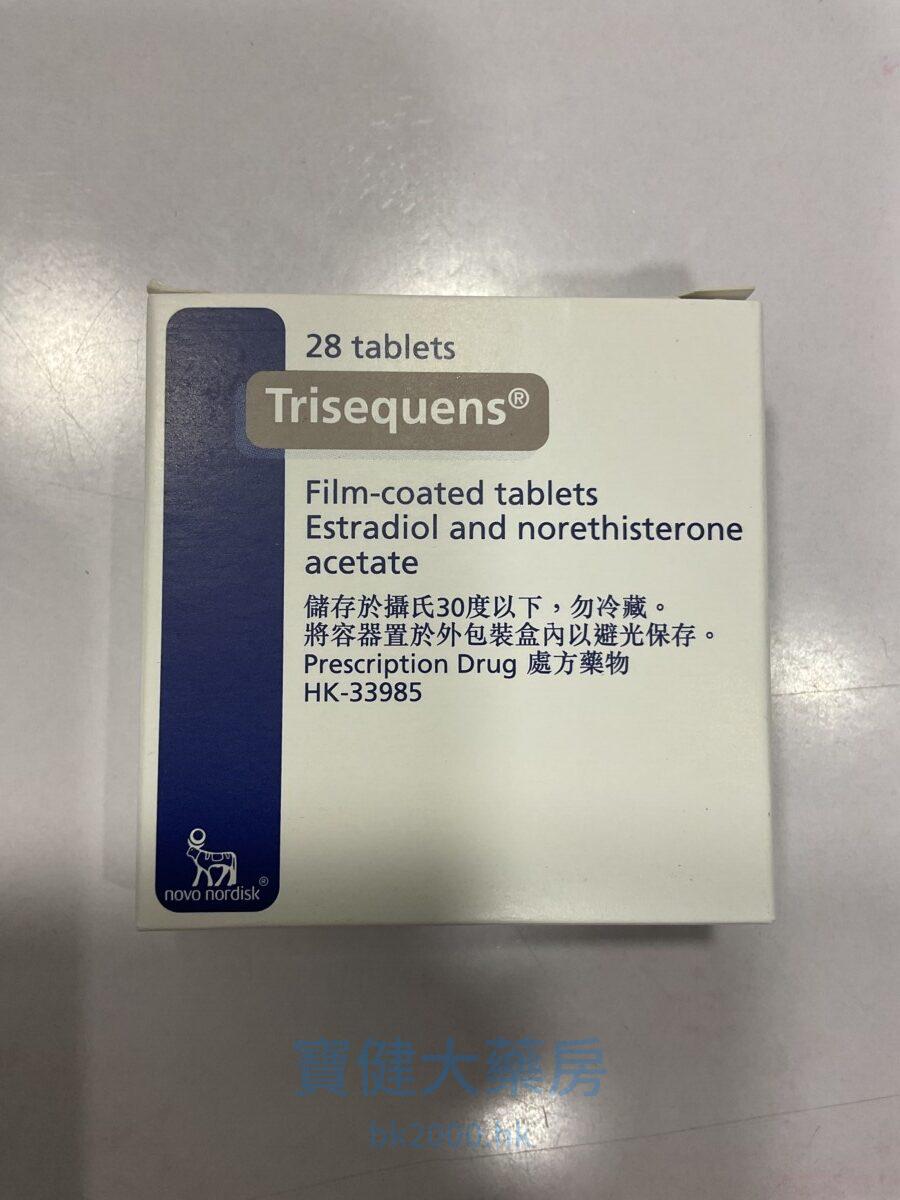 28 tablets
Trisequens®
Film-coated tablets
Estradiol and norethisterone
acetate
儲存於攝氏30度以下，勿冷藏。
將容器置於外包裝盒內以避光保存。
Prescription Drug 處方藥物
HK-33985
novo nordisk®
寶健大藥房
bk2000.hk